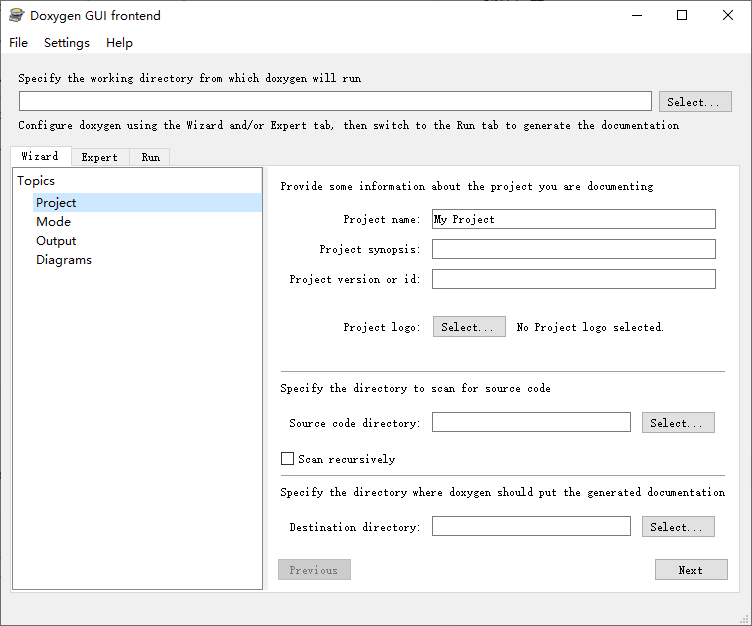 Doxygen GUI frontend
File Settings Help
Specify the working directory from which doxygen will run
Select...
Configure doxygen using the Wizard and/or Expert tab, then switch to the Run tab to generate the documentation
Wizard Expert Run
Topics
Project
Mode
Output
Diagrams
Provide some information about the project you are documenting
Project name: My Project
Project synopsis:
Project version or id:
Project logo: Select... No Project logo selected.
Specify the directory to scan for source code
Source code directory: Select...
Scan recursively
Specify the directory where doxygen should put the generated documentation
Destination directory: Select...
Previous Next